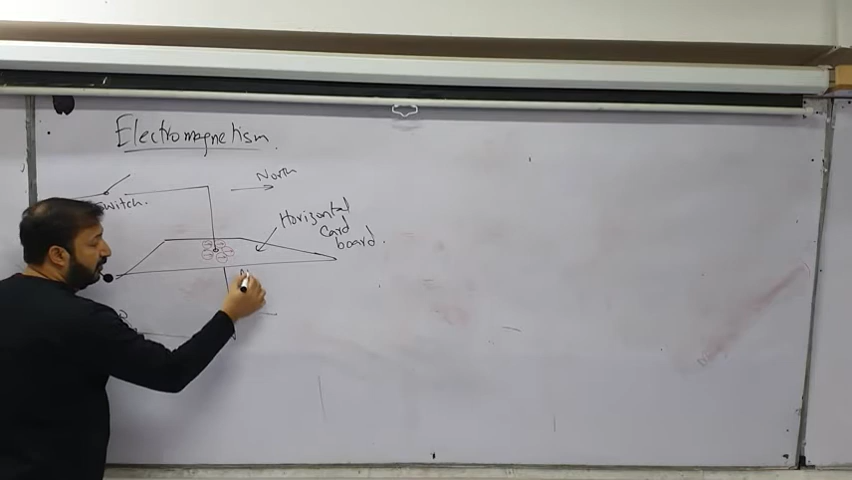 Electromagnetism.
North
switch.
Horizontal
Card
board.